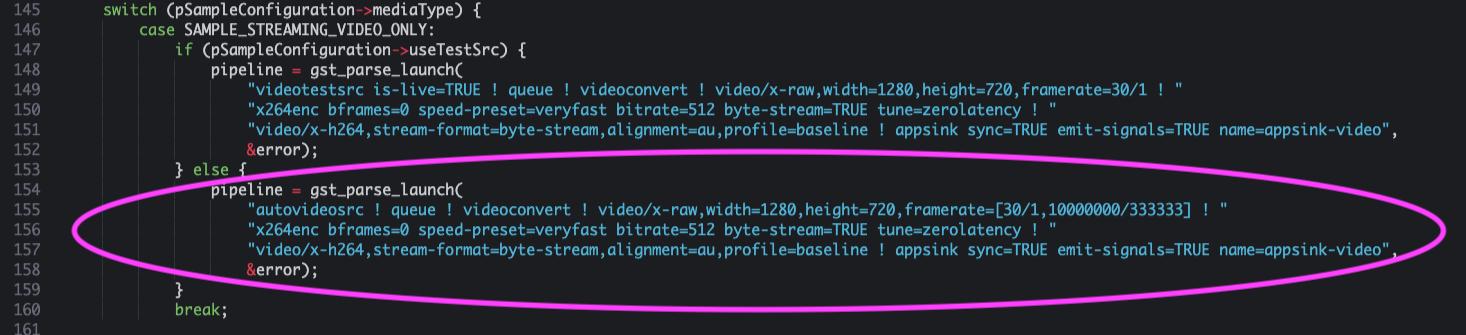 145 switch (pSampleConfiguration->mediaType) {
146 case SAMPLE_STREAMING_VIDEO_ONLY:
147 if (pSampleConfiguration->useTestSrc) {
148 pipeline = gst_parse_launch(
149 "videotestsrc is-live=TRUE ! queue ! videoconvert ! video/x-raw,width=1280,height=720,framerate=30/1 ! "
150 "x264enc bframes=0 speed-preset=veryfast bitrate=512 byte-stream=TRUE tune=zerolatency ! "
151 "video/x-h264,stream-format=byte-stream,alignment=au,profile=baseline ! appsink sync=TRUE emit-signals=TRUE name=appsink-video",
152 &error);
153 } else {
154 pipeline = gst_parse_launch(
155 "autovideosrc ! queue ! videoconvert ! video/x-raw,width=1280,height=720,framerate=[30/1,10000000/333333] ! "
156 "x264enc bframes=0 speed-preset=veryfast bitrate=512 byte-stream=TRUE tune=zerolatency ! "
157 "video/x-h264,stream-format=byte-stream,alignment=au,profile=baseline ! appsink sync=TRUE emit-signals=TRUE name=appsink-video",
158 &error);
159 }
160 break;
161